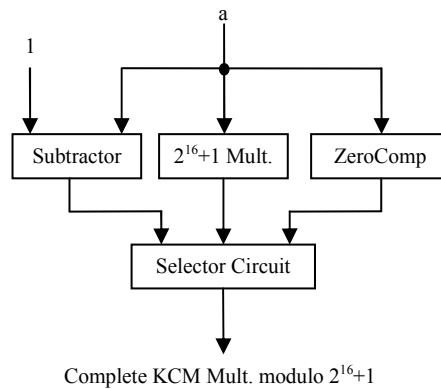 a
1
Subtractor
2¹⁶+1 Mult.
ZeroComp
Selector Circuit
Complete KCM Mult. modulo 2¹⁶+1